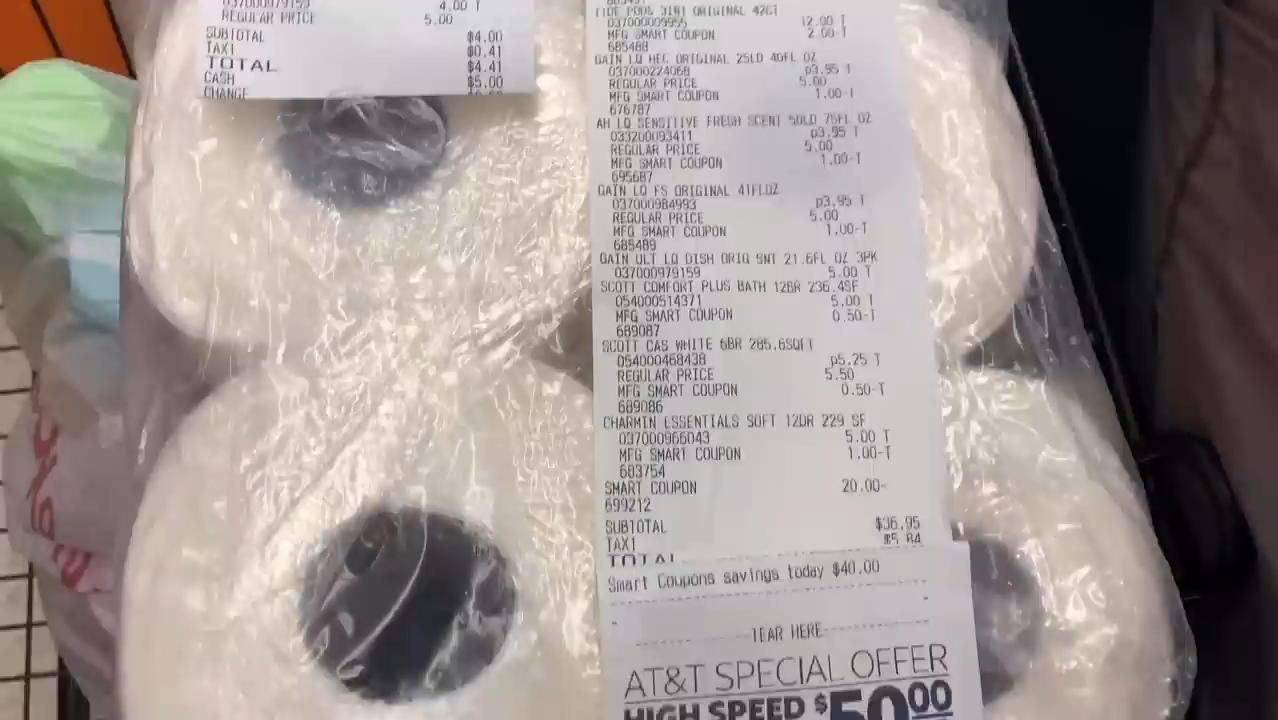 037000979159 4.00 T
REGULAR PRICE 5.00
SUBTOTAL $4.00
TAX1 $0.41
TOTAL $4.41
CASH $5.00
CHANGE
TIDE PODS 3IN1 ORIGINAL 42CT
037000009955 12.00 T
MFG SMART COUPON 2.00-T
685488
GAIN LQ HEC ORIGINAL 25LD 40FL OZ
037000224068 p3.95 T
REGULAR PRICE 5.00
MFG SMART COUPON 1.00-T
676787
AH LQ SENSITIVE FRESH SCENT 50LD 75FL OZ
033200093411 p3.95 T
REGULAR PRICE 5.00
MFG SMART COUPON 1.00-T
695687
GAIN LQ FS ORIGINAL 41FLOZ
037000984993 p3.95 T
REGULAR PRICE 5.00
MFG SMART COUPON 1.00-T
685489
GAIN ULT LQ DISH ORIG SNT 21.6FL OZ 3PK
037000979159 5.00 T
SCOTT COMFORT PLUS BATH 12BR 236.4SF
054000514371 5.00 T
MFG SMART COUPON 0.50-T
689087
SCOTT CAS WHITE 6BR 285.6SQFT
054000468438 p5.25 T
REGULAR PRICE 5.50
MFG SMART COUPON 0.50-T
689086
CHARMIN ESSENTIALS SOFT 12DR 229 SF
037000966043 5.00 T
MFG SMART COUPON 1.00-T
683754
SMART COUPON 20.00-
699212
SUBTOTAL $36.95
TAX1 $5.84
TOTAL
Smart Coupons savings today $40.00
TEAR HERE
AT&T SPECIAL OFFER
HIGH SPEED $50.00